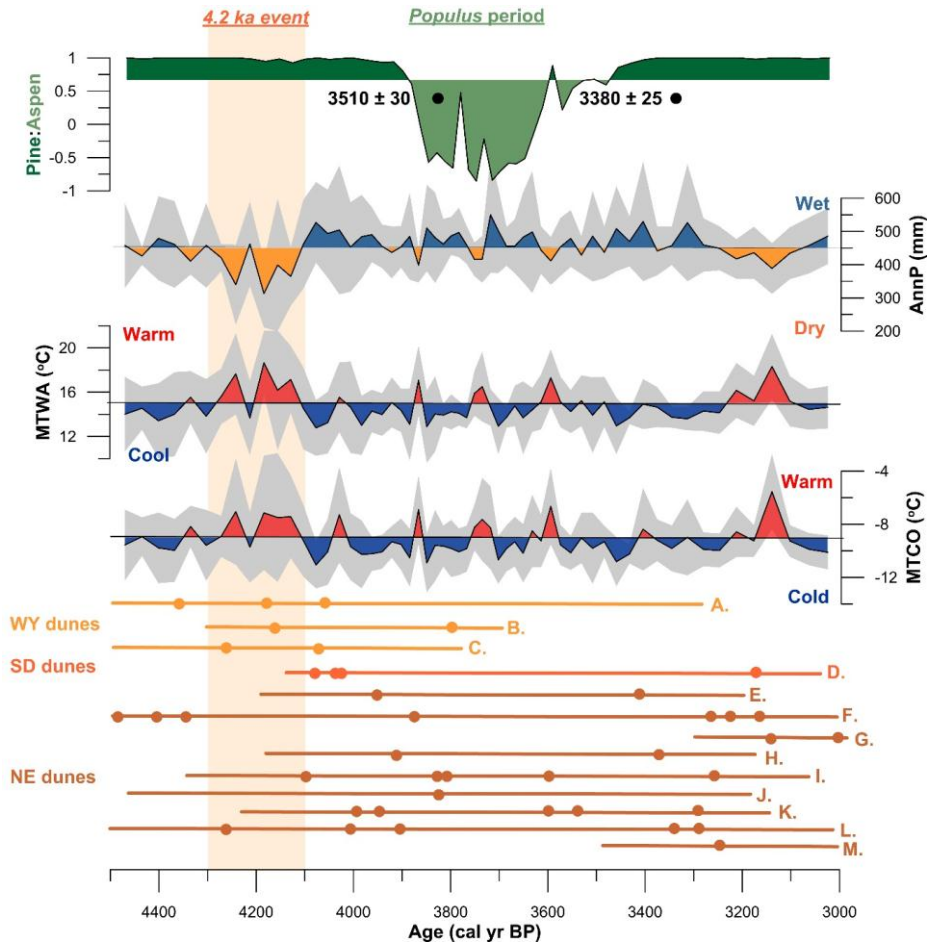 4.2 ka event
Populus period
Pine:Aspen
1
0.5
0
-0.5
-1
3510 ± 30
3380 ± 25
Wet
Dry
AnnP (mm)
600
500
400
300
200
Warm
Cool
MTWA (oC)
20
16
12
Warm
Cold
MTCO (oC)
-4
-8
-12
WY dunes
A.
B.
C.
SD dunes
D.
E.
F.
G.
H.
NE dunes
I.
J.
K.
L.
M.
4400 4200 4000 3800 3600 3400 3200 3000
Age (cal yr BP)